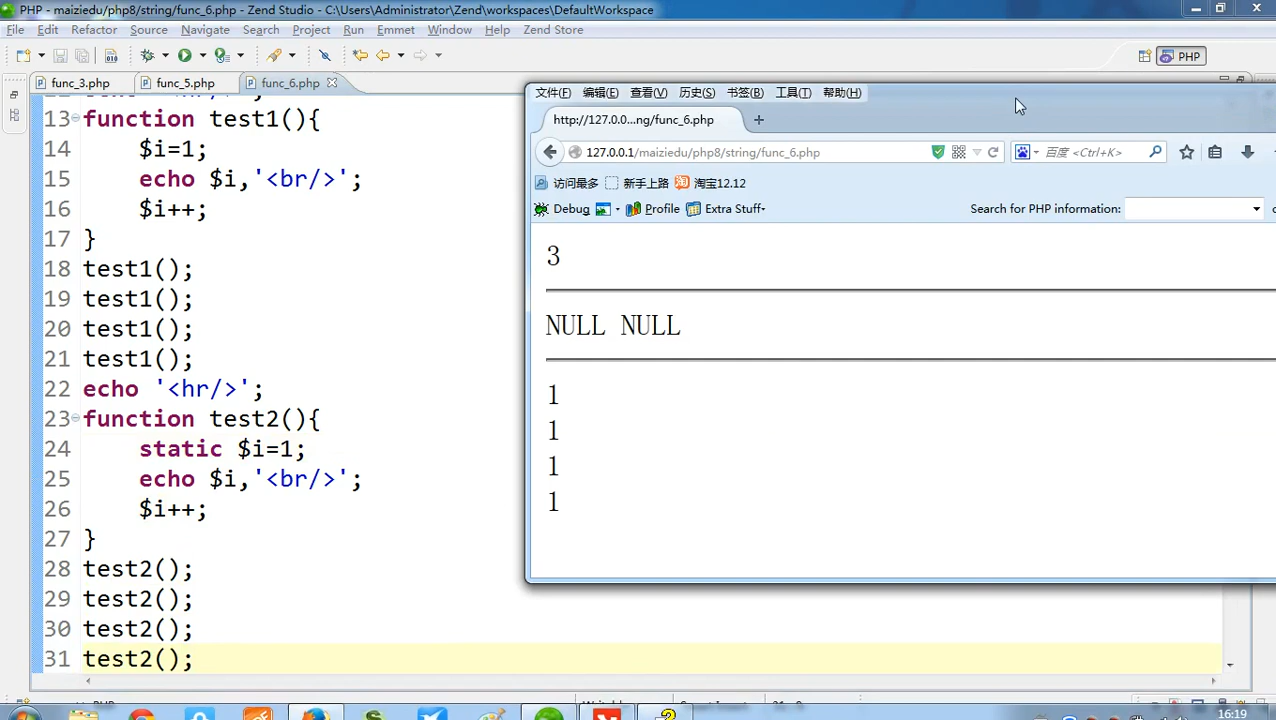 PHP - maiziedu/php8/string/func_6.php - Zend Studio - C:\Users\Administrator\Zend\workspaces\DefaultWorkspace
File Edit Refactor Source Navigate Search Project Run Emmet Window Help Zend Store
PHP
func_3.php func_5.php func_6.php
13 function test1(){
14 $i=1;
15 echo $i,'<br/>';
16 $i++;
17 }
18 test1();
19 test1();
20 test1();
21 test1();
22 echo '<hr/>';
23 function test2(){
24 static $i=1;
25 echo $i,'<br/>';
26 $i++;
27 }
28 test2();
29 test2();
30 test2();
31 test2();
文件(F) 编辑(E) 查看(V) 历史(S) 书签(B) 工具(T) 帮助(H)
http://127.0.0...ng/func_6.php
127.0.0.1/maiziedu/php8/string/func_6.php 百度 <Ctrl+K>
访问最多 新手上路 淘宝12.12
Debug Profile Extra Stuff Search for PHP information:
3
NULL NULL
1
1
1
1
16:19